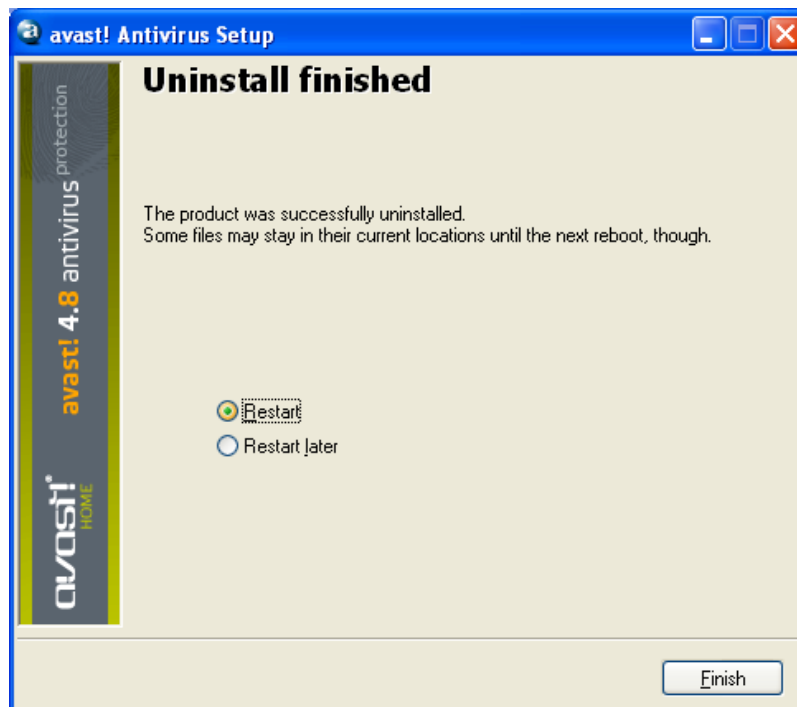 avast! Antivirus Setup
Uninstall finished
The product was successfully uninstalled.
Some files may stay in their current locations until the next reboot, though.
Restart
Restart later
Finish
avast! 4.8 antivirus protection
avast!
HOME